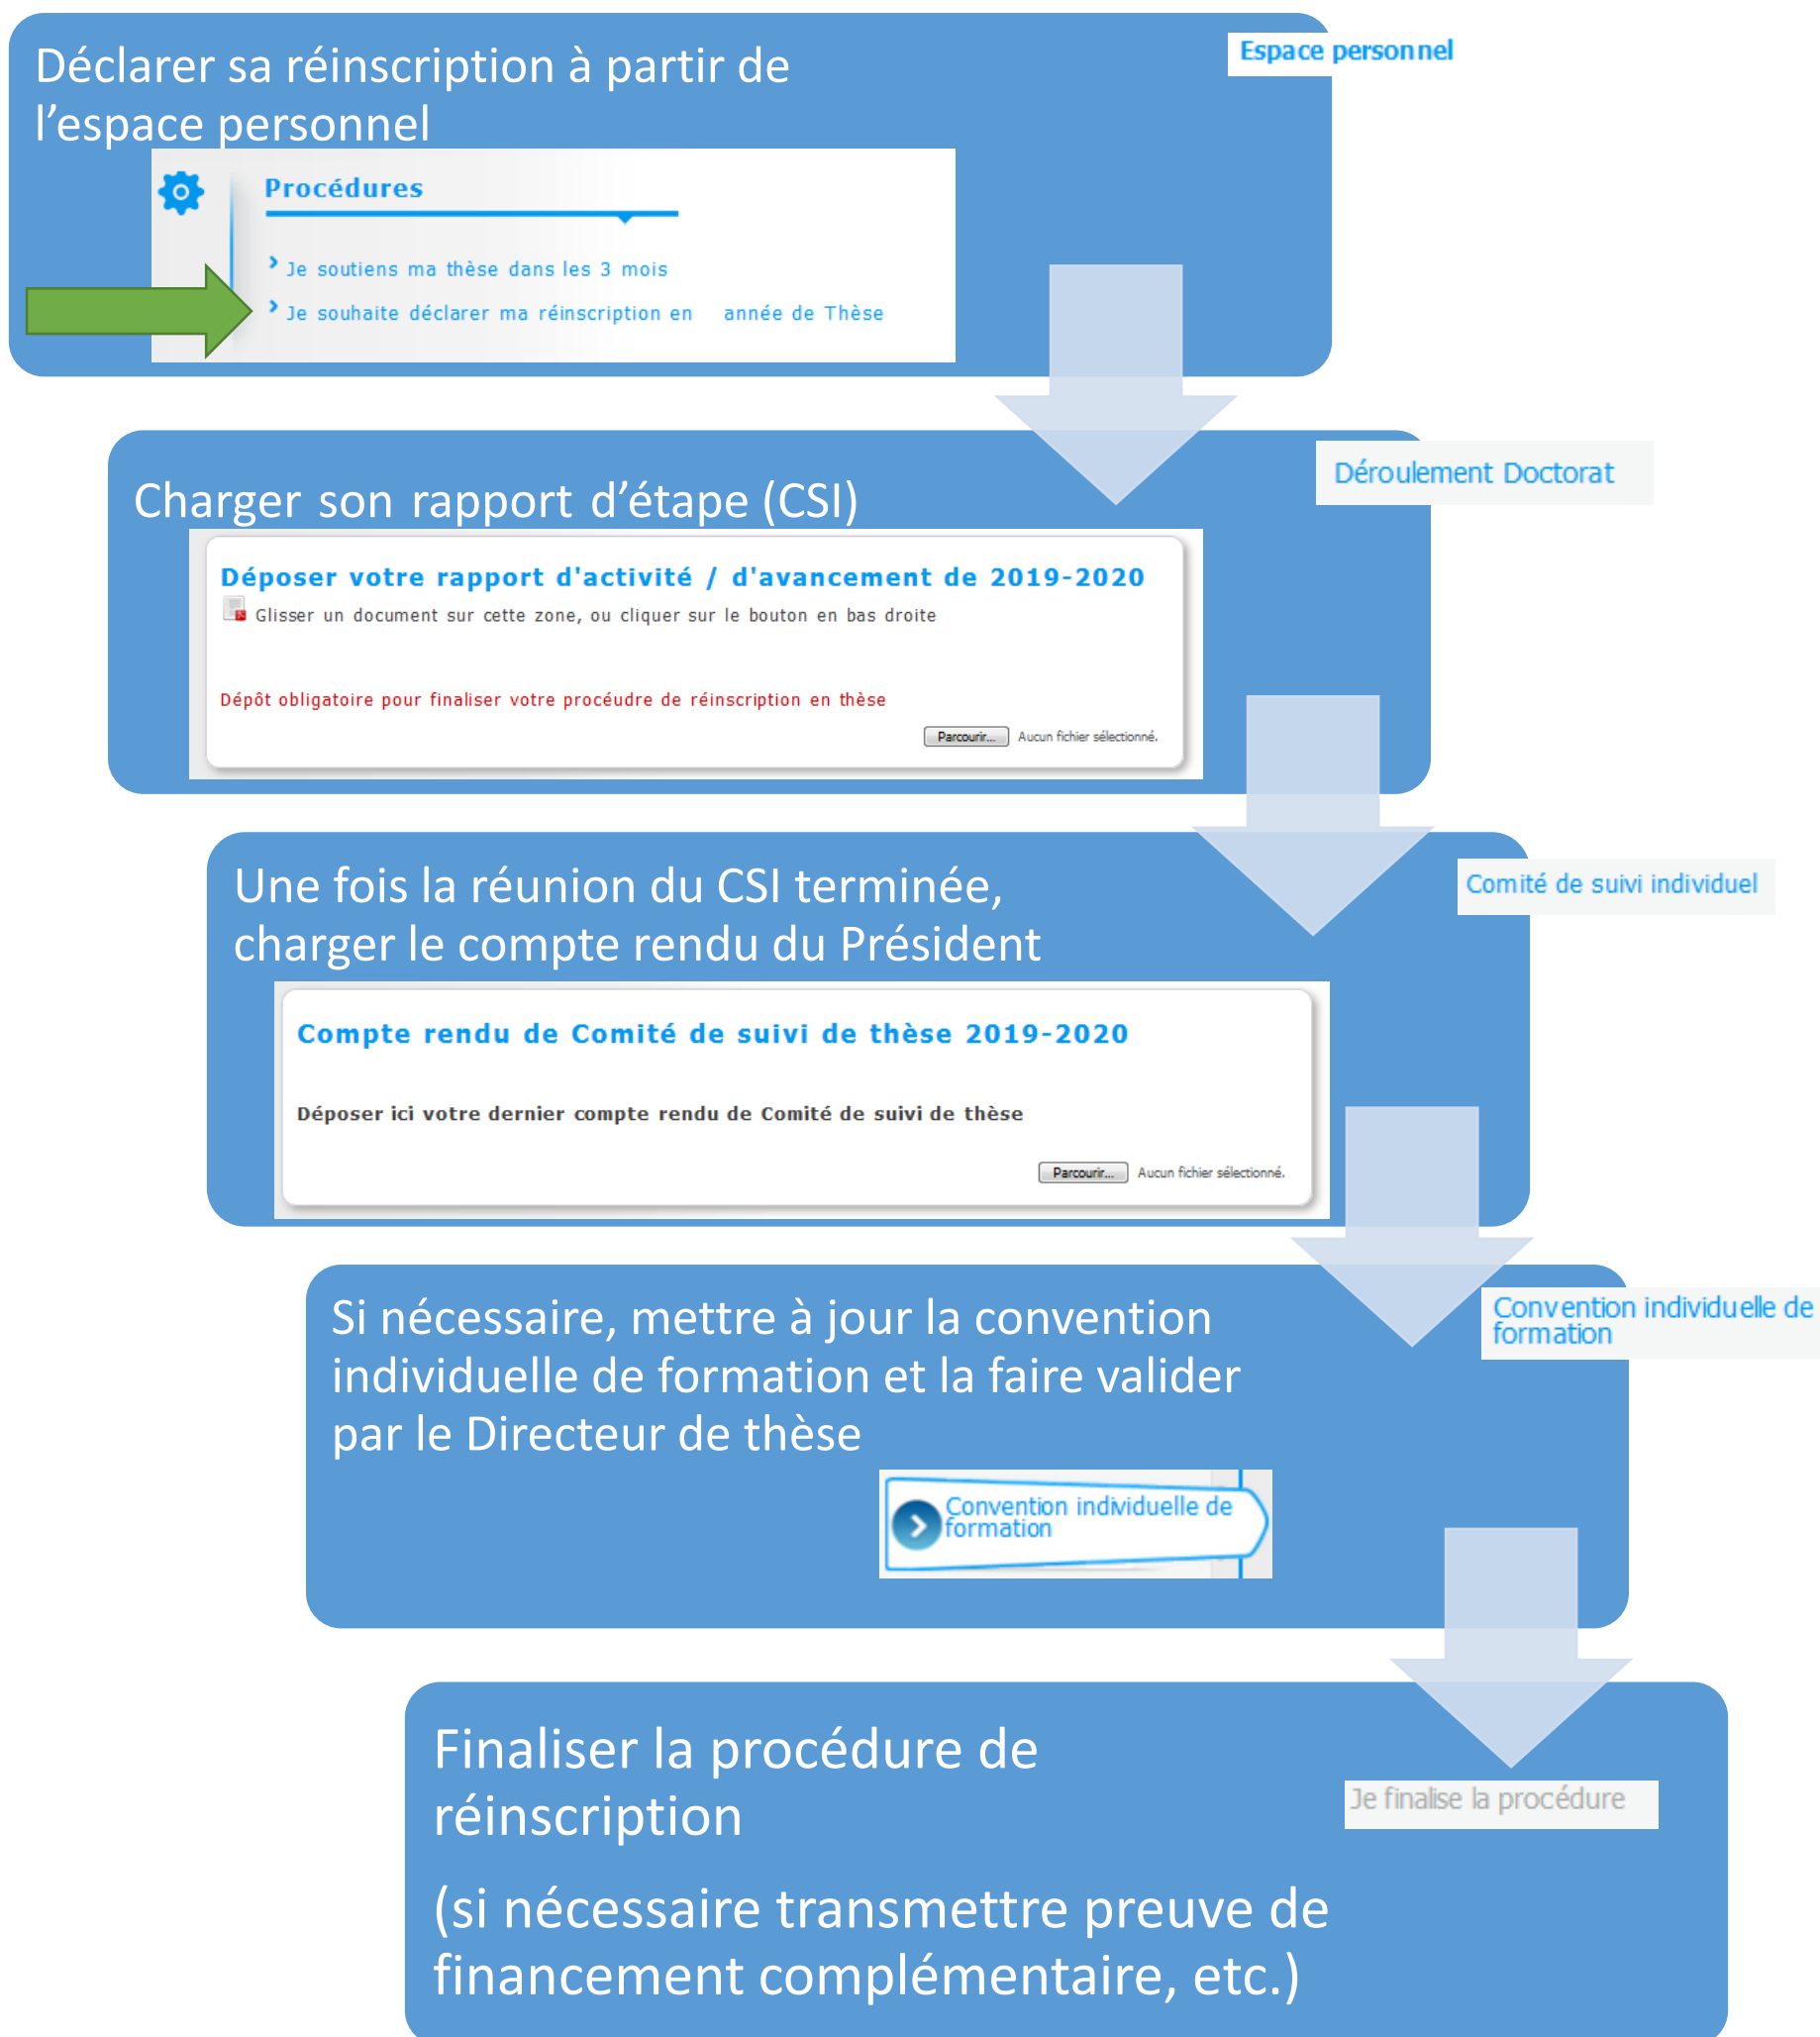 Déclarer sa réinscription à partir de
l’espace personnel
Espace personnel
Procédures
Je soutiens ma thèse dans les 3 mois
Je souhaite déclarer ma réinscription en année de Thèse
Charger son rapport d’étape (CSI)
Déroulement Doctorat
Déposer votre rapport d'activité / d'avancement de 2019-2020
Glisser un document sur cette zone, ou cliquer sur le bouton en bas droite
Dépôt obligatoire pour finaliser votre procéudre de réinscription en thèse
Parcourir... Aucun fichier sélectionné.
Une fois la réunion du CSI terminée,
charger le compte rendu du Président
Comité de suivi individuel
Compte rendu de Comité de suivi de thèse 2019-2020
Déposer ici votre dernier compte rendu de Comité de suivi de thèse
Parcourir... Aucun fichier sélectionné.
Si nécessaire, mettre à jour la convention
individuelle de formation et la faire valider
par le Directeur de thèse
Convention individuelle de
formation
Convention individuelle de
formation
Finaliser la procédure de
réinscription
Je finalise la procédure
(si nécessaire transmettre preuve de
financement complémentaire, etc.)